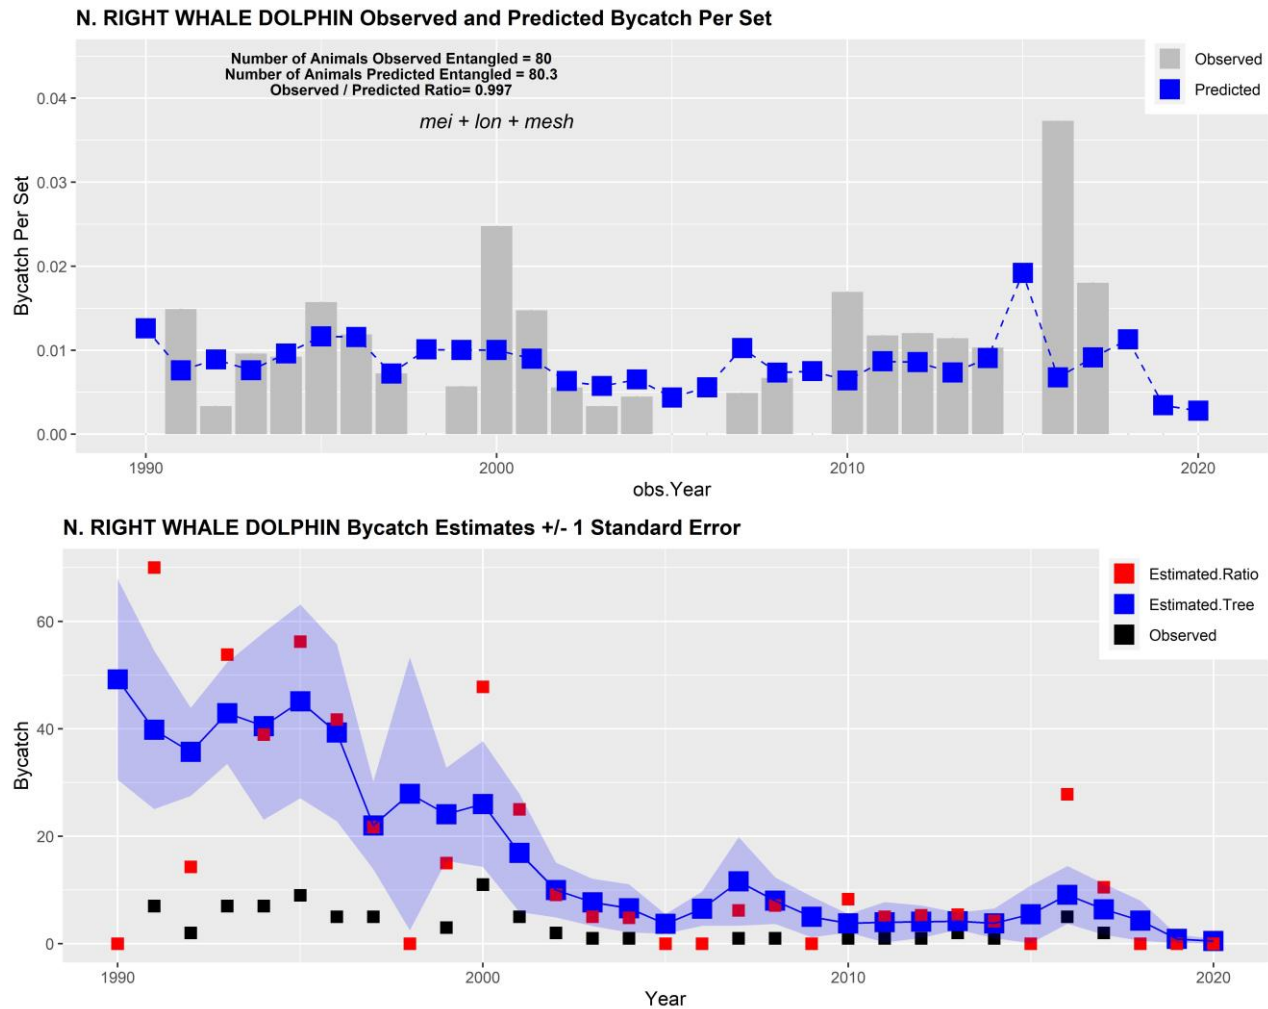 N. RIGHT WHALE DOLPHIN Observed and Predicted Bycatch Per Set
Number of Animals Observed Entangled = 80
Number of Animals Predicted Entangled = 80.3
Observed / Predicted Ratio= 0.997
mei + lon + mesh
Observed
Predicted
Bycatch Per Set
0.04
0.03
0.02
0.01
0.00
1990
2000
2010
2020
obs.Year
N. RIGHT WHALE DOLPHIN Bycatch Estimates +/- 1 Standard Error
Estimated.Ratio
Estimated.Tree
Observed
Bycatch
60
40
20
0
1990
2000
2010
2020
Year